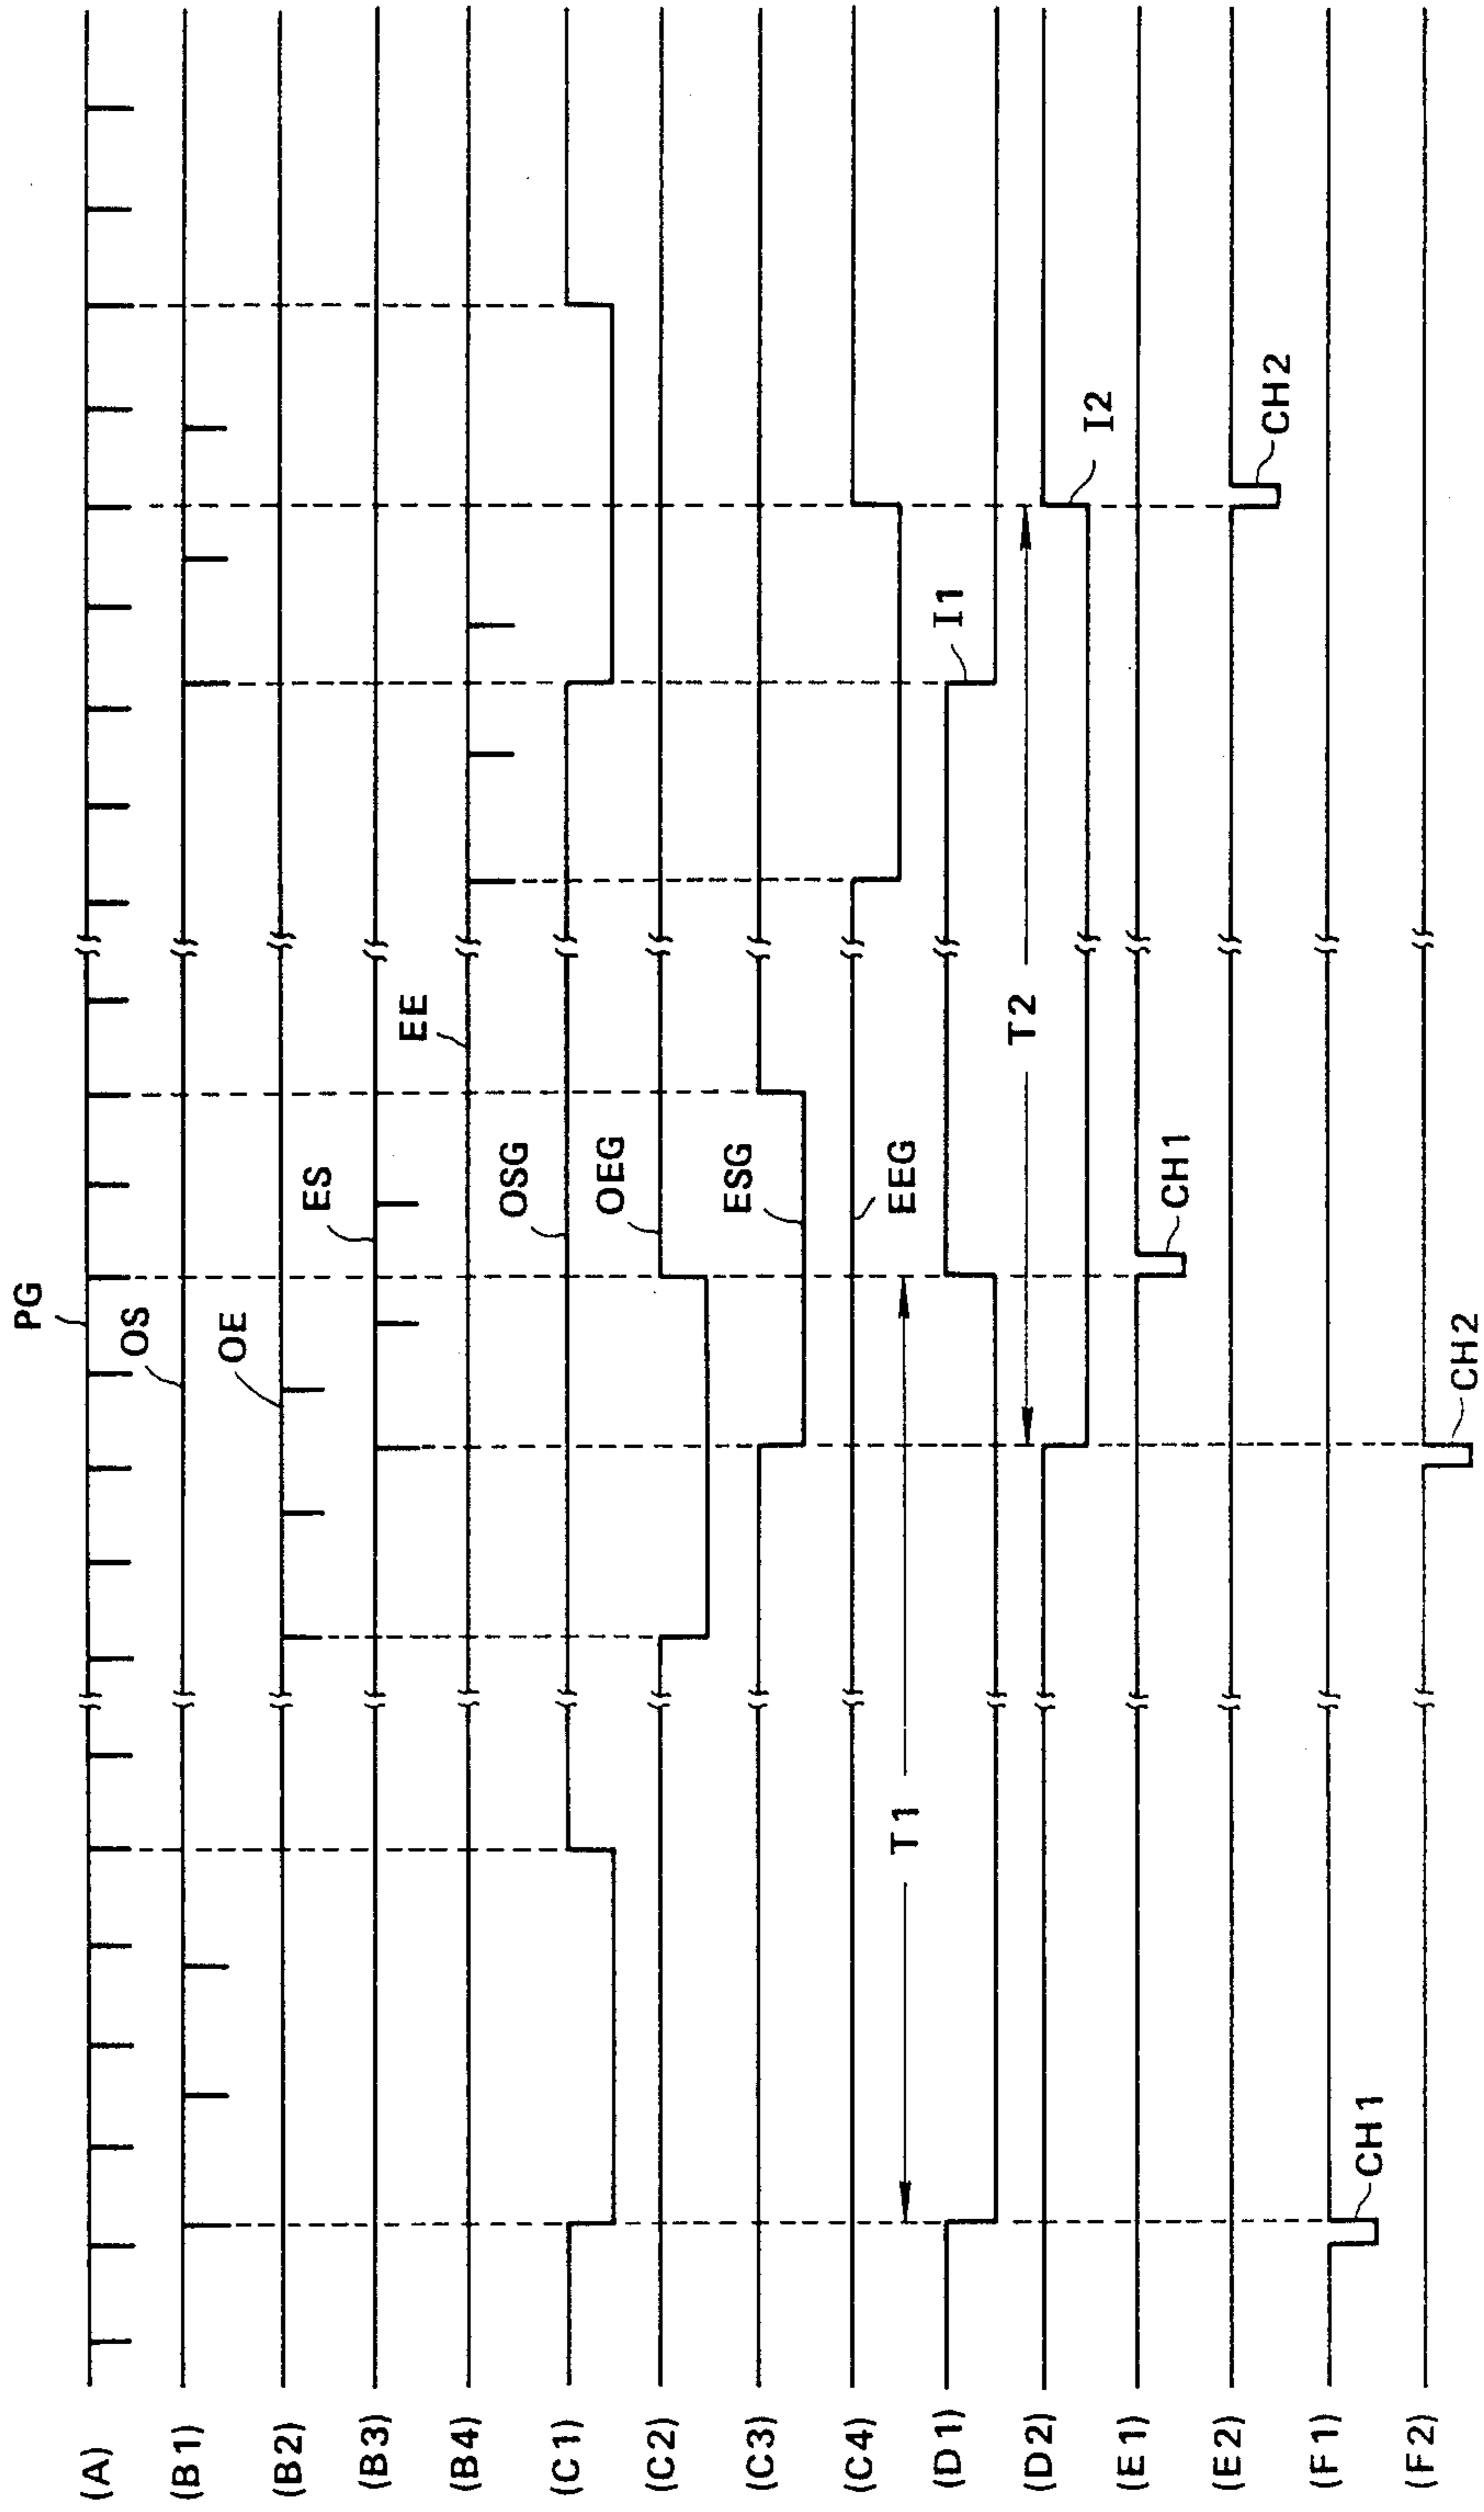 (A) PG
(B1) OS
(B2) OE
(B3) ES
(B4) EE
(C1) OSG
(C2) OEG
(C3) ESG
(C4) EEG
T1
(D1) I1
T2
(D2) I2
(E1) CH1
(E2) CH2
(F1) CH1
(F2) CH2